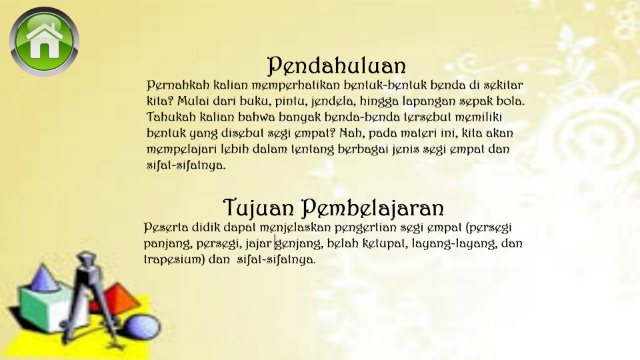 Pendahuluan
Pernahkah kalian memperhatikan bentuk-bentuk benda di sekitar
kita? Mulai dari buku, pintu, jendela, hingga lapangan sepak bola.
Tahukah kalian bahwa banyak benda-benda tersebut memiliki
bentuk yang disebut segi empat? Nah, pada materi ini, kita akan
mempelajari lebih dalam tentang berbagai jenis segi empat dan
sifat-sifatnya.
Tujuan Pembelajaran
Peserta didik dapat menjelaskan pengertian segi empat (persegi
panjang, persegi, jajar genjang, belah ketupat, layang-layang, dan
trapesium) dan sifat-sifatnya.